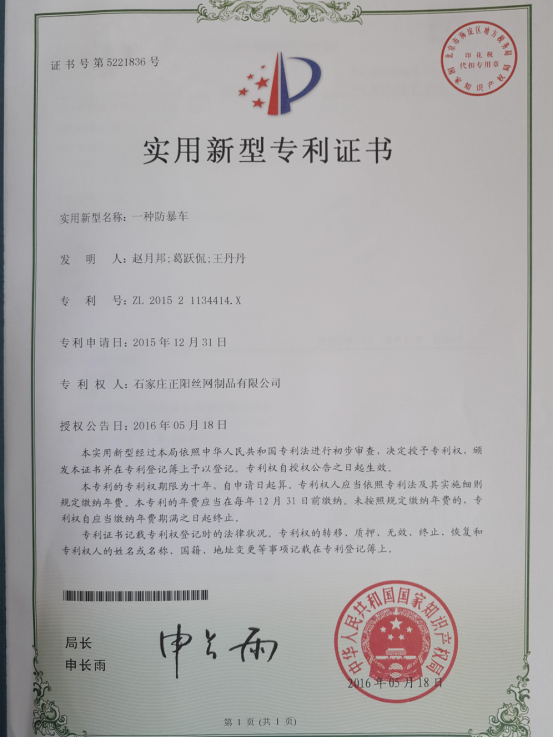 证书号第5221836号
印花税
代扣专用章
实用新型专利证书
实用新型名称：一种防暴车
发明人：赵月邦;葛跃侃;王丹丹
专利号：ZL 2015 2 1134414.X
专利申请日：2015年12月31日
专利权人：石家庄正阳丝网制品有限公司
授权公告日：2016年05月18日
本实用新型经过本局依照中华人民共和国专利法进行初步审查，决定授予专利权，颁
发本证书并在专利登记簿上予以登记。专利权自授权公告之日起生效。
本专利的专利权期限为十年，自申请日起算。专利权人应当依照专利法及其实施细则
规定缴纳年费。本专利的年费应当在每年12月31日前缴纳。未按照规定缴纳年费的，专
利权自应当缴纳年费期满之日起终止。
专利证书记载专利权登记时的法律状况。专利权的转移、质押、无效、终止、恢复和
专利权人的姓名或名称、国籍、地址变更等事项记载在专利登记簿上。
局长
申长雨
申长雨
中华人民共和国国家知识产权局
2016年05月18日
第1页(共1页)